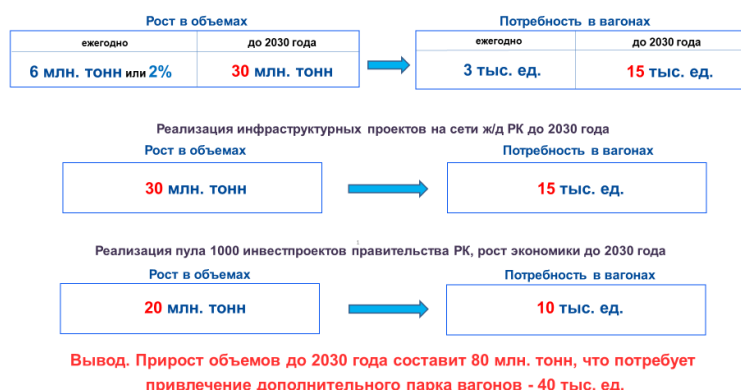 Рост в объемах Потребность в вагонах
ежегодно до 2030 года ежегодно до 2030 года
6 млн. тонн или 2% 30 млн. тонн 3 тыс. ед. 15 тыс. ед.
Реализация инфраструктурных проектов на сети ж/д РК до 2030 года
Рост в объемах Потребность в вагонах
30 млн. тонн 15 тыс. ед.
Реализация пула 1000 инвестпроектов правительства РК, рост экономики до 2030 года
Рост в объемах Потребность в вагонах
20 млн. тонн 10 тыс. ед.
Вывод. Прирост объемов до 2030 года составит 80 млн. тонн, что потребует
привлечение дополнительного парка вагонов - 40 тыс. ед.